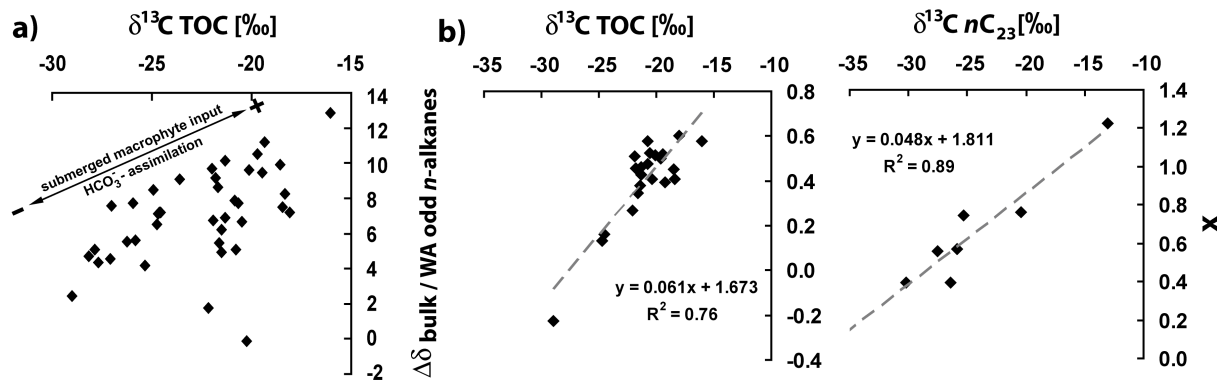 a)
δ¹³C TOC [‰]
-30 -25 -20 -15
14
12
10
8
6
4
2
0
-2
+
-
submerged macrophyte input
HCO₃⁻- assimilation
Δδ bulk / WA odd n-alkanes
b)
δ¹³C TOC [‰]
-35 -30 -25 -20 -15 -10
0.8
0.6
0.4
0.2
0.0
-0.2
-0.4
y = 0.061x + 1.673
R² = 0.76
δ¹³C nC₂₃[‰]
-35 -30 -25 -20 -15 -10
1.4
1.2
1.0
0.8
0.6
0.4
0.2
0.0
y = 0.048x + 1.811
R² = 0.89
X